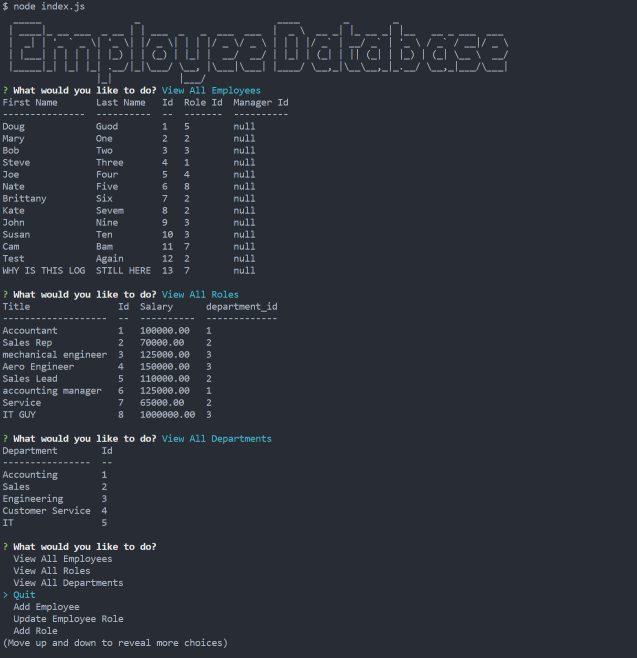 $ node index.js
Employee Database
? What would you like to do? View All Employees
First Name Last Name Id Role Id Manager Id
--------------- ---------- -- ------- ----------
Doug Guod 1 5 null
Mary One 2 2 null
Bob Two 3 3 null
Steve Three 4 1 null
Joe Four 5 4 null
Nate Five 6 8 null
Brittany Six 7 2 null
Kate Sevem 8 2 null
John Nine 9 3 null
Susan Ten 10 3 null
Cam Bam 11 7 null
Test Again 12 2 null
WHY IS THIS LOG STILL HERE 13 7 null
? What would you like to do? View All Roles
Title Id Salary department_id
------------------- -- ---------- -------------
Accountant 1 100000.00 1
Sales Rep 2 70000.00 2
mechanical engineer 3 125000.00 3
Aero Engineer 4 150000.00 3
Sales Lead 5 110000.00 2
accounting manager 6 125000.00 1
Service 7 65000.00 2
IT GUY 8 1000000.00 3
? What would you like to do? View All Departments
Department Id
---------------- --
Accounting 1
Sales 2
Engineering 3
Customer Service 4
IT 5
? What would you like to do?
View All Employees
View All Roles
View All Departments
> Quit
Add Employee
Update Employee Role
Add Role
(Move up and down to reveal more choices)